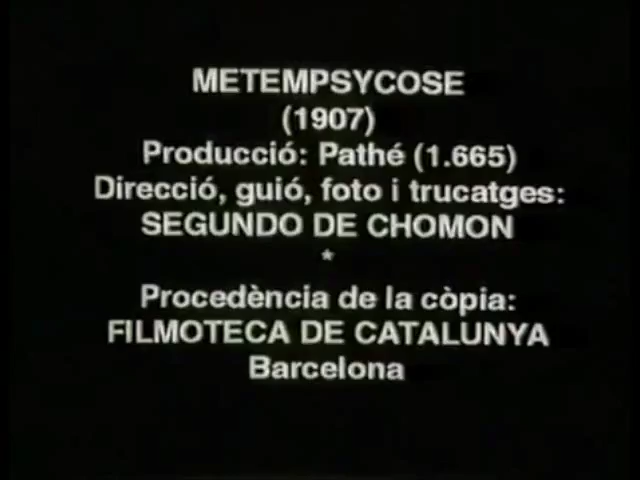 METEMPSYCOSE
(1907)
Producció: Pathé (1.665)
Direcció, guió, foto i trucatges:
SEGUNDO DE CHOMON
*
Procedència de la còpia:
FILMOTECA DE CATALUNYA
Barcelona